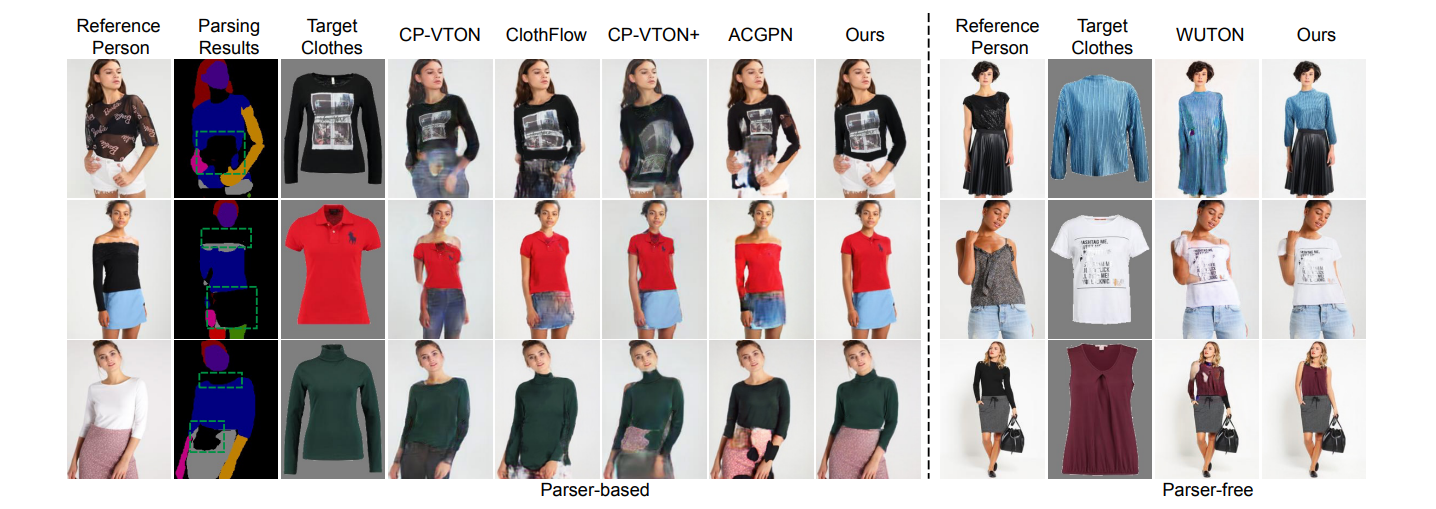 Reference Person
Parsing Results
Target Clothes
CP-VTON
ClothFlow
CP-VTON+
ACGPN
Ours
Reference Person
Target Clothes
WUTON
Ours
Parser-based
Parser-free